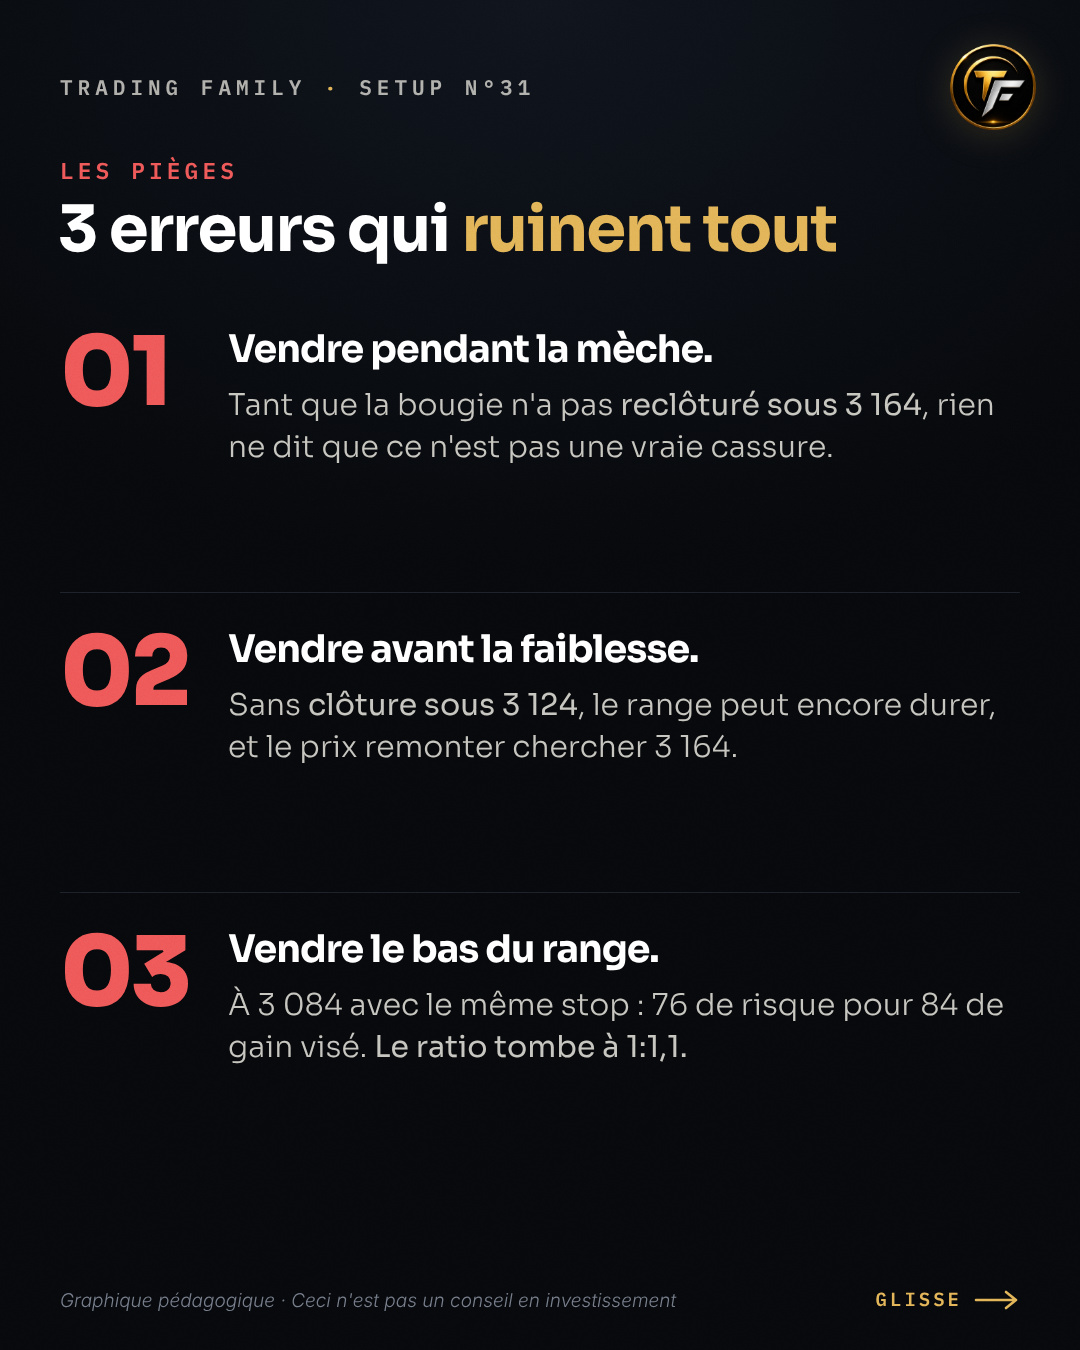 TRADING FAMILY · SETUP N°31
TF
LES PIÈGES
3 erreurs qui ruinent tout
01
Vendre pendant la mèche.
Tant que la bougie n'a pas reclôturé sous 3 164, rien
ne dit que ce n'est pas une vraie cassure.
02
Vendre avant la faiblesse.
Sans clôture sous 3 124, le range peut encore durer,
et le prix remonter chercher 3 164.
03
Vendre le bas du range.
À 3 084 avec le même stop : 76 de risque pour 84 de
gain visé. Le ratio tombe à 1:1,1.
Graphique pédagogique · Ceci n'est pas un conseil en investissement
GLISSE →